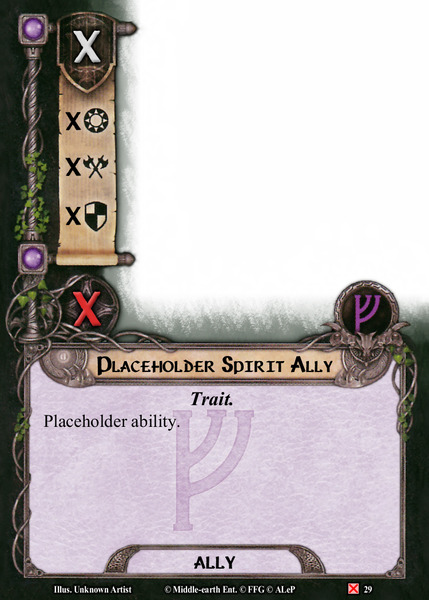 X
X
X
X
X
Placeholder Spirit Ally
Trait.
Placeholder ability.
ALLY
Illus. Unknown Artist © Middle-earth Ent. © FFG © ALeP 29